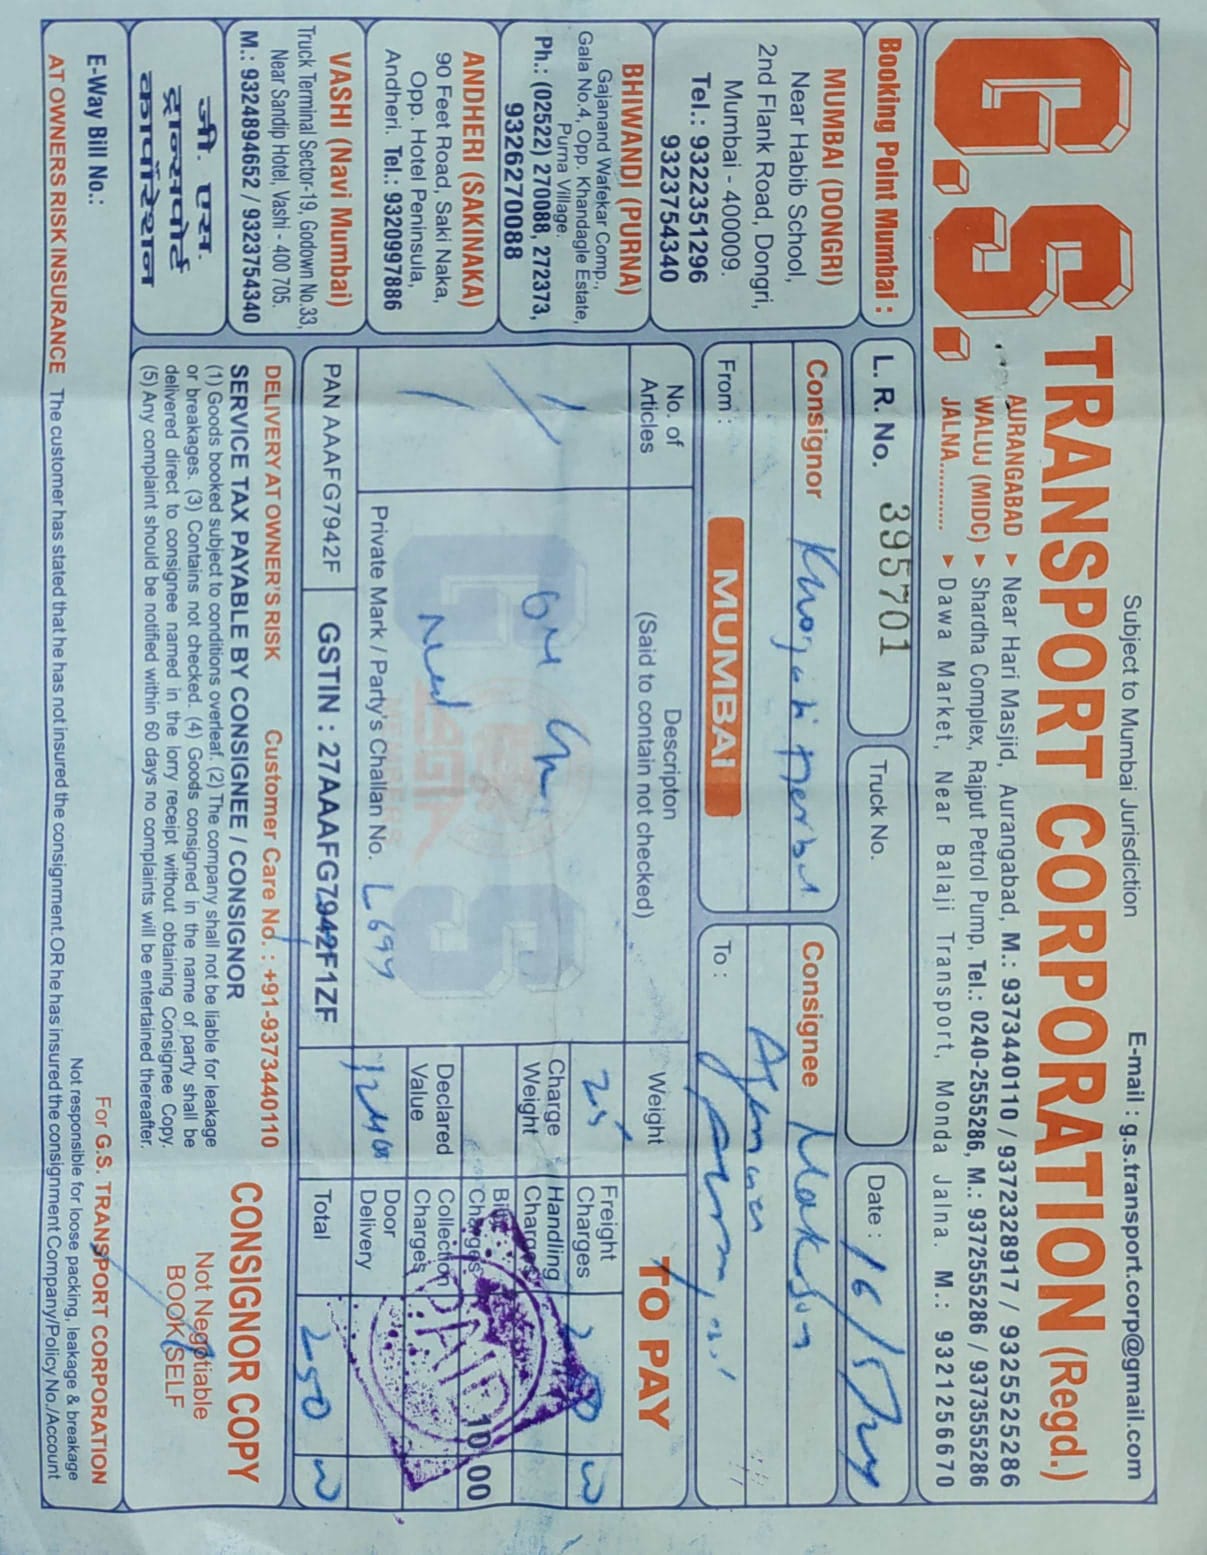 Subject to Mumbai Jurisdiction
E-mail : g.s.transport.corp@gmail.com
G.S. TRANSPORT CORPORATION (Regd.)
AURANGABAD ▸ Near Hari Masjid, Aurangabad, M.: 9373440110 / 9372328917 / 9325525286
WALUJ (MIDC) ▸ Shardha Complex, Rajput Petrol Pump, Tel.: 0240-2555286, M.: 9372555286 / 9373555286
JALNA........... ▸ Dawa Market, Near Balaji Transport, Monda Jalna. M.: 9321256670
Booking Point Mumbai :
MUMBAI (DONGRI)
Near Habib School,
2nd Flank Road, Dongri,
Mumbai - 400009.
Tel.: 9322351296
9323754340
BHIWANDI (PURNA)
Gajanand Wafekar Comp.,
Gala No.4, Opp. Khandagle Estate,
Purna Village.
Ph.: (02522) 270088, 272373,
9326270088
ANDHERI (SAKINAKA)
90 Feet Road, Saki Naka,
Opp. Hotel Peninsula,
Andheri. Tel.: 9320997886
VASHI (Navi Mumbai)
Truck Terminal Sector-19, Godown No.33,
Near Sandip Hotel, Vashi - 400 705.
M.: 9324894652 / 9323754340
जी. एस.
ट्रान्सपोर्ट
कार्पोरेशन
L. R. No. 395701
Truck No.
Date : 16/5/
Consignor
Consignee
From :
MUMBAI
To :
No. of
Articles
Descripton
(Said to contain not checked)
Weight
TO PAY
Private Mark / Party's Challan No. L699
25
Charge
Weight
Declared
Value
Freight
Charges
Handing
Charges
Bilty
Charges 10 00
Collection
Charges
Door
Delivery
Total 250
PAID
PAN AAAFG7942F
GSTIN : 27AAAFG7942F1ZF
DELIVERY AT OWNER'S RISK
Customer Care No. : +91-9373440110
SERVICE TAX PAYABLE BY CONSIGNEE / CONSIGNOR
(1) Goods booked subject to conditions overleaf. (2) The company shall not be liable for leakage
or breakages. (3) Contains not checked. (4) Goods consigned in the name of party shall be
delivered direct to consignee named in the lorry receipt without obtaining Consignee Copy.
(5) Any complaint should be notified within 60 days no complaints will be entertained thereafter.
CONSIGNOR COPY
Not Negotiable
BOOK/SELF
E-Way Bill No.:
For G.S. TRANSPORT CORPORATION
Not responsible for loose packing, leakage & breakage
AT OWNERS RISK INSURANCE The customer has stated that he has not insured the consignment. OR he has insured the consignment Company/Policy No./Account